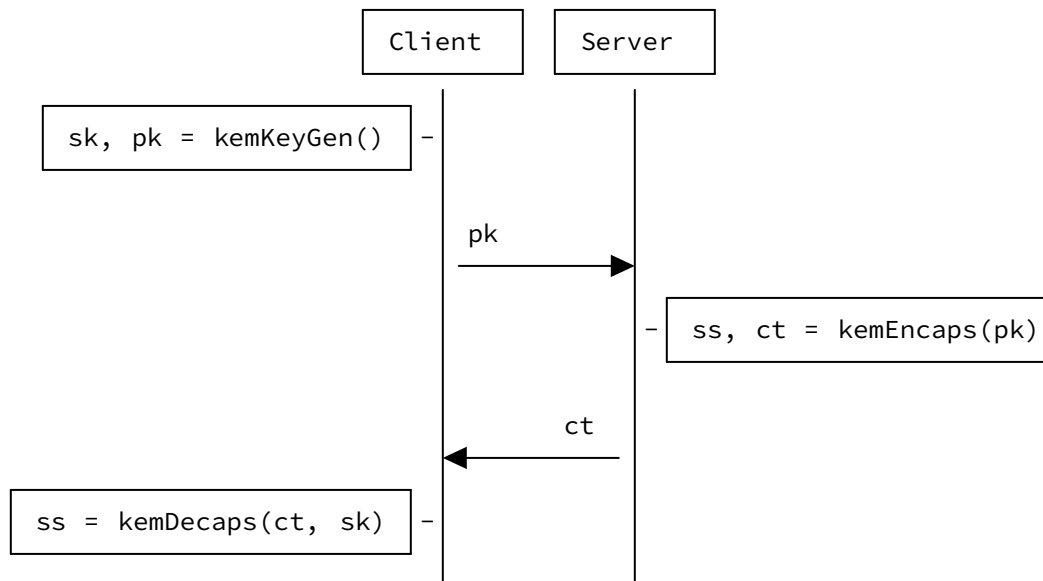 Client
Server
sk, pk = kemKeyGen()
pk
ss, ct = kemEncaps(pk)
ct
ss = kemDecaps(ct, sk)